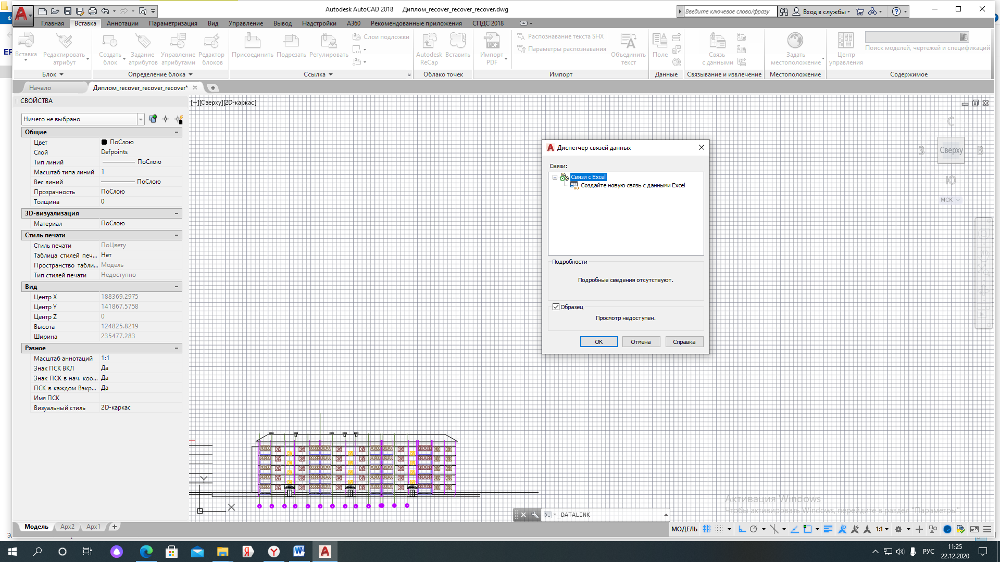 Autodesk AutoCAD 2018 Диплом_recover_recover_recover.dwg
Введите ключевое слово/фразу
Вход в службы
Главная Вставка Аннотации Параметризация Вид Управление Вывод Надстройки A360 Рекомендованные приложения СПДС 2018
Вставка
Редактировать атрибут
Блок
Создать блок
Задание атрибутов
Управление атрибутами
Редактор блоков
Определение блока
Присоединить
Подрезать
Регулировать
Слои подложки
Ссылка
Autodesk ReCap
Вставить
Облако точек
Импорт PDF
Распознавание текста SHX
Параметры распознавания
Объединить текст
Импорт
Поле
Данные
Связь с данными
Связывание и извлечение
Задать местоположение
Местоположение
Центр управления
Поиск моделей, чертежей и спецификаций
Содержимое
Начало
Диплом_recover_recover_recover*
СВОЙСТВА
Ничего не выбрано
Общие
Цвет ПоСлою
Слой Defpoints
Тип линий ПоСлою
Масштаб типа линий 1
Вес линий ПоСлою
Прозрачность ПоСлою
Толщина 0
3D-визуализация
Материал ПоСлою
Стиль печати
Стиль печати ПоЦвету
Таблица стилей печ... Нет
Пространство табли... Модель
Тип стилей печати Недоступно
Вид
Центр X 188369.2975
Центр Y 141867.5758
Центр Z 0
Высота 124825.8219
Ширина 235477.283
Разное
Масштаб аннотаций 1:1
Знак ПСК ВКЛ Да
Знак ПСК в нач. коо... Да
ПСК в каждом Вэкр... Да
Имя ПСК
Визуальный стиль 2D-каркас
[−][Сверху][2D-каркас]
С
З Сверху В
Ю
МСК
Диспетчер связей данных
Связи:
Связи с Excel
Создайте новую связь с данными Excel
Подробности
Подробные сведения отсутствуют.
Образец
Просмотр недоступен.
ОК Отмена Справка
Y
X
Активация Windows
Чтобы активировать Windows, перейдите в раздел "Параметры".
_DATALINK
Модель Арх2 Арх1
МОДЕЛЬ
1:1
РУС
11:25
22.12.2020